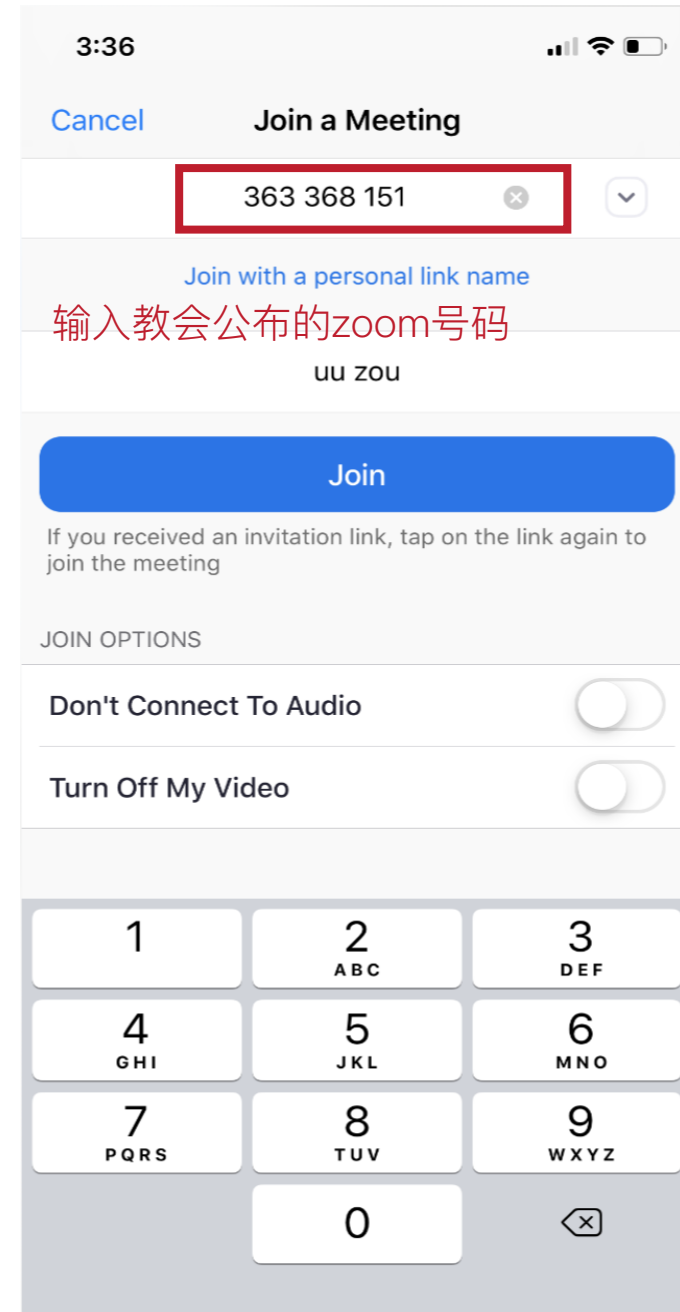 3:36
Cancel
Join a Meeting
363 368 151
Join with a personal link name
输入教会公布的zoom号码
uu zou
Join
If you received an invitation link, tap on the link again to
join the meeting
JOIN OPTIONS
Don't Connect To Audio
Turn Off My Video
1
2
ABC
3
DEF
4
GHI
5
JKL
6
MNO
7
PQRS
8
TUV
9
WXYZ
0